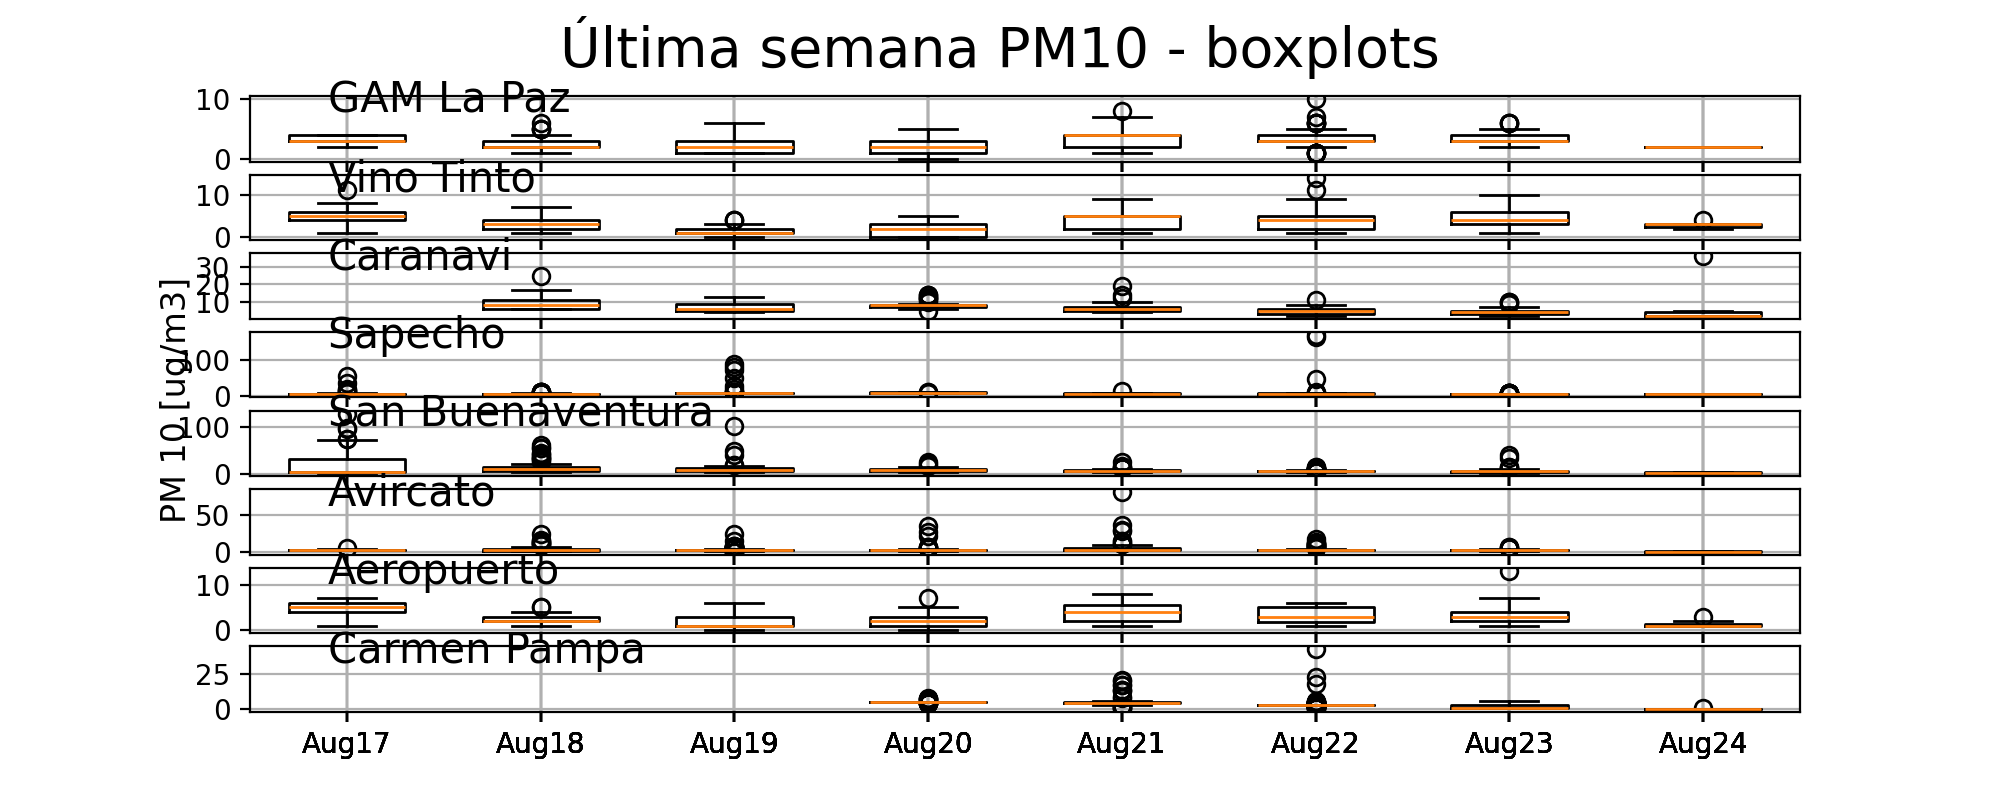 Última semana PM10 - boxplots
GAM La Paz
10
0
Vino Tinto
10
0
Caranavi
30
20
10
PM 10 [ug/m3]
Sapecho
100
0
San Buenaventura
100
0
Avircato
50
0
Aeropuerto
10
0
Carmen Pampa
25
0
Aug17 Aug18 Aug19 Aug20 Aug21 Aug22 Aug23 Aug24